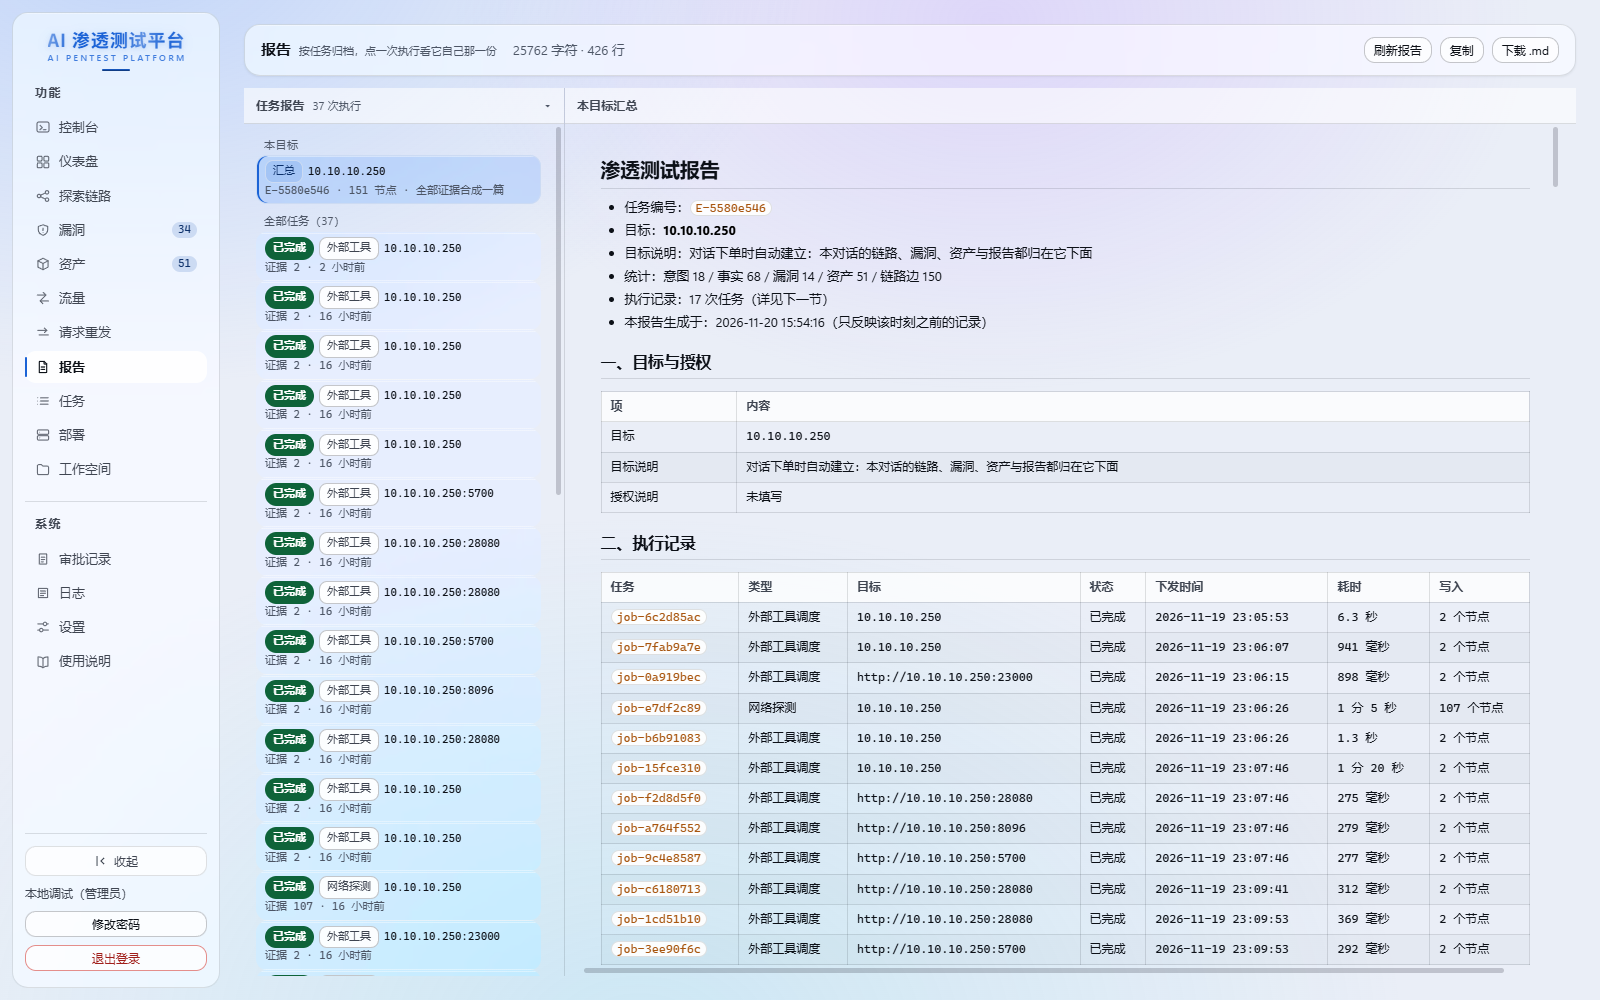 AI 渗透测试平台
AI PENTEST PLATFORM
功能
控制台
仪表盘
探索链路
漏洞 34
资产 51
流量
请求重发
报告
任务
部署
工作空间
系统
审批记录
日志
设置
使用说明
收起
本地调试（管理员）
修改密码
退出登录
报告 按任务归档，点一次执行看它自己那一份 25762 字符 · 426 行
刷新报告 复制 下载 .md
任务报告 37 次执行
本目标
汇总 10.10.10.250
E-5580e546 · 151 节点 · 全部证据合成一篇
全部任务（37）
已完成 外部工具 10.10.10.250
证据 2 · 2 小时前
已完成 外部工具 10.10.10.250
证据 2 · 16 小时前
已完成 外部工具 10.10.10.250
证据 2 · 16 小时前
已完成 外部工具 10.10.10.250
证据 2 · 16 小时前
已完成 外部工具 10.10.10.250
证据 2 · 16 小时前
已完成 外部工具 10.10.10.250:5700
证据 2 · 16 小时前
已完成 外部工具 10.10.10.250:28080
证据 2 · 16 小时前
已完成 外部工具 10.10.10.250:28080
证据 2 · 16 小时前
已完成 外部工具 10.10.10.250:5700
证据 2 · 16 小时前
已完成 外部工具 10.10.10.250:8096
证据 2 · 16 小时前
已完成 外部工具 10.10.10.250:28080
证据 2 · 16 小时前
已完成 外部工具 10.10.10.250
证据 2 · 16 小时前
已完成 外部工具 10.10.10.250
证据 2 · 16 小时前
已完成 网络探测 10.10.10.250
证据 107 · 16 小时前
已完成 外部工具 10.10.10.250:23000
证据 2 · 16 小时前
本目标汇总
渗透测试报告
任务编号： E-5580e546
目标：10.10.10.250
目标说明：对话下单时自动建立：本对话的链路、漏洞、资产与报告都归在它下面
统计：意图 18 / 事实 68 / 漏洞 14 / 资产 51 / 链路边 150
执行记录：17 次任务（详见下一节）
本报告生成于：2026-11-20 15:54:16（只反映该时刻之前的记录）
一、目标与授权
项 内容
目标 10.10.10.250
目标说明 对话下单时自动建立：本对话的链路、漏洞、资产与报告都归在它下面
授权说明 未填写
二、执行记录
任务 类型 目标 状态 下发时间 耗时 写入
job-6c2d85ac 外部工具调度 10.10.10.250 已完成 2026-11-19 23:05:53 6.3 秒 2 个节点
job-7fab9a7e 外部工具调度 10.10.10.250 已完成 2026-11-19 23:06:07 941 毫秒 2 个节点
job-0a919bec 外部工具调度 http://10.10.10.250:23000 已完成 2026-11-19 23:06:15 898 毫秒 2 个节点
job-e7df2c89 网络探测 10.10.10.250 已完成 2026-11-19 23:06:26 1 分 5 秒 107 个节点
job-b6b91083 外部工具调度 10.10.10.250 已完成 2026-11-19 23:06:26 1.3 秒 2 个节点
job-15fce310 外部工具调度 10.10.10.250 已完成 2026-11-19 23:07:46 1 分 20 秒 2 个节点
job-f2d8d5f0 外部工具调度 http://10.10.10.250:28080 已完成 2026-11-19 23:07:46 275 毫秒 2 个节点
job-a764f552 外部工具调度 http://10.10.10.250:8096 已完成 2026-11-19 23:07:46 279 毫秒 2 个节点
job-9c4e8587 外部工具调度 http://10.10.10.250:5700 已完成 2026-11-19 23:07:46 277 毫秒 2 个节点
job-c6180713 外部工具调度 http://10.10.10.250:28080 已完成 2026-11-19 23:09:41 312 毫秒 2 个节点
job-1cd51b10 外部工具调度 http://10.10.10.250:28080 已完成 2026-11-19 23:09:53 369 毫秒 2 个节点
job-3ee90f6c 外部工具调度 http://10.10.10.250:5700 已完成 2026-11-19 23:09:53 292 毫秒 2 个节点